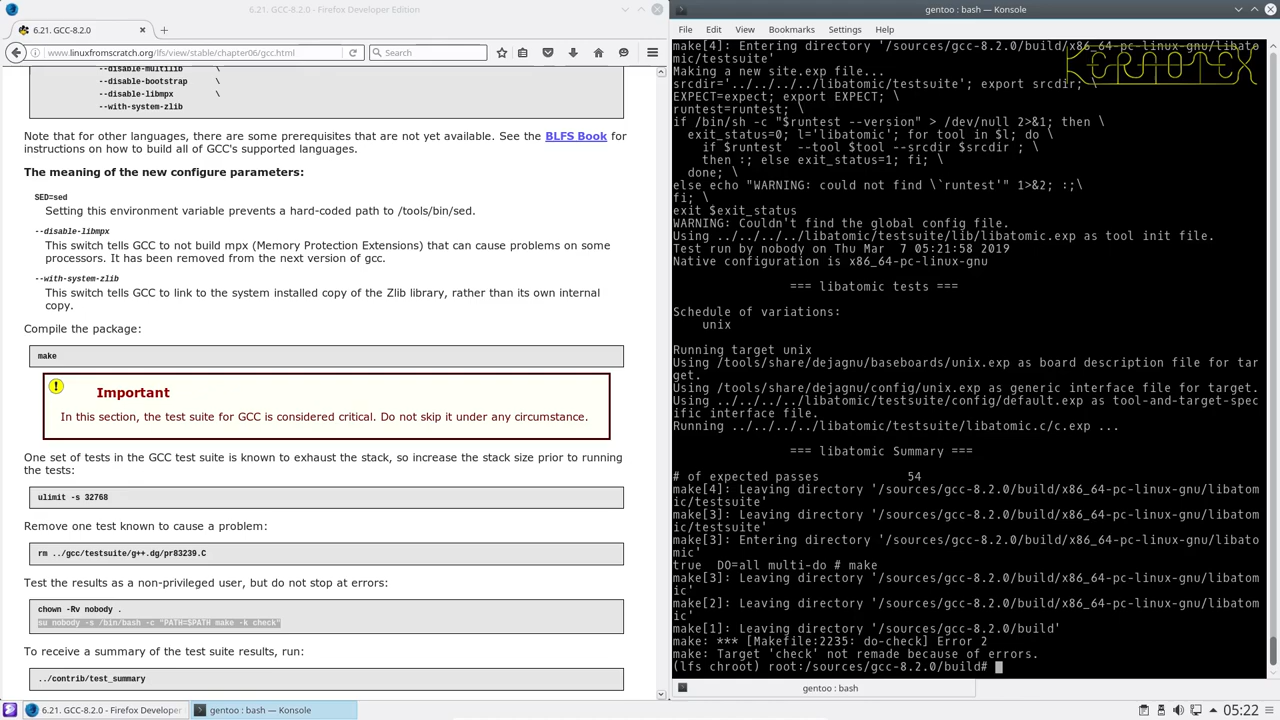 6.21. GCC-8.2.0 - Firefox Developer Edition
6.21. GCC-8.2.0
www.linuxfromscratch.org/lfs/view/stable/chapter06/gcc.html
Search
--disable-multilib \
--disable-bootstrap \
--disable-libmpx \
--with-system-zlib
Note that for other languages, there are some prerequisites that are not yet available. See the BLFS Book for
instructions on how to build all of GCC's supported languages.
The meaning of the new configure parameters:
SED=sed
Setting this environment variable prevents a hard-coded path to /tools/bin/sed.
--disable-libmpx
This switch tells GCC to not build mpx (Memory Protection Extensions) that can cause problems on some
processors. It has been removed from the next version of gcc.
--with-system-zlib
This switch tells GCC to link to the system installed copy of the Zlib library, rather than its own internal
copy.
Compile the package:
make
Important
In this section, the test suite for GCC is considered critical. Do not skip it under any circumstance.
One set of tests in the GCC test suite is known to exhaust the stack, so increase the stack size prior to running
the tests:
ulimit -s 32768
Remove one test known to cause a problem:
rm ../gcc/testsuite/g++.dg/pr83239.C
Test the results as a non-privileged user, but do not stop at errors:
chown -Rv nobody .
su nobody -s /bin/bash -c "PATH=$PATH make -k check"
To receive a summary of the test suite results, run:
../contrib/test_summary
gentoo : bash — Konsole
File Edit View Bookmarks Settings Help
KERNOTEX
make[4]: Entering directory '/sources/gcc-8.2.0/build/x86_64-pc-linux-gnu/libato
mic/testsuite'
Making a new site.exp file...
srcdir='../../../../libatomic/testsuite'; export srcdir; \
EXPECT=expect; export EXPECT; \
runtest=runtest; \
if /bin/sh -c "$runtest --version" > /dev/null 2>&1; then \
exit_status=0; l='libatomic'; for tool in $l; do \
if $runtest --tool $tool --srcdir $srcdir ; \
then :; else exit_status=1; fi; \
done; \
else echo "WARNING: could not find \`runtest'" 1>&2; :;\
fi; \
exit $exit_status
WARNING: Couldn't find the global config file.
Using ../../../../libatomic/testsuite/lib/libatomic.exp as tool init file.
Test run by nobody on Thu Mar  7 05:21:58 2019
Native configuration is x86_64-pc-linux-gnu
=== libatomic tests ===
Schedule of variations:
unix
Running target unix
Using /tools/share/dejagnu/baseboards/unix.exp as board description file for tar
get.
Using /tools/share/dejagnu/config/unix.exp as generic interface file for target.
Using ../../../../libatomic/testsuite/config/default.exp as tool-and-target-spec
ific interface file.
Running ../../../../libatomic/testsuite/libatomic.c/c.exp ...
=== libatomic Summary ===
# of expected passes 54
make[4]: Leaving directory '/sources/gcc-8.2.0/build/x86_64-pc-linux-gnu/libatom
ic/testsuite'
make[3]: Leaving directory '/sources/gcc-8.2.0/build/x86_64-pc-linux-gnu/libatom
ic/testsuite'
make[3]: Entering directory '/sources/gcc-8.2.0/build/x86_64-pc-linux-gnu/libato
mic'
true  DO=all multi-do # make
make[3]: Leaving directory '/sources/gcc-8.2.0/build/x86_64-pc-linux-gnu/libatom
ic'
make[2]: Leaving directory '/sources/gcc-8.2.0/build/x86_64-pc-linux-gnu/libatom
ic'
make[1]: Leaving directory '/sources/gcc-8.2.0/build'
make: *** [Makefile:2235: do-check] Error 2
make: Target 'check' not remade because of errors.
(lfs chroot) root:/sources/gcc-8.2.0/build#
gentoo : bash
6.21. GCC-8.2.0 - Firefox Developer
gentoo : bash — Konsole
05:22